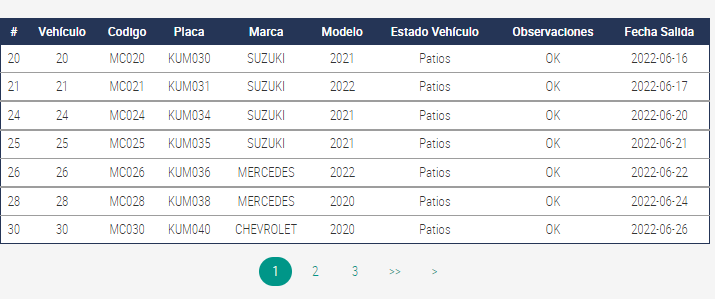 # Vehículo Codigo Placa Marca Modelo Estado Vehículo Observaciones Fecha Salida
20 20 MC020 KUM030 SUZUKI 2021 Patios OK 2022-06-16
21 21 MC021 KUM031 SUZUKI 2022 Patios OK 2022-06-17
24 24 MC024 KUM034 SUZUKI 2021 Patios OK 2022-06-20
25 25 MC025 KUM035 SUZUKI 2021 Patios OK 2022-06-21
26 26 MC026 KUM036 MERCEDES 2022 Patios OK 2022-06-22
28 28 MC028 KUM038 MERCEDES 2020 Patios OK 2022-06-24
30 30 MC030 KUM040 CHEVROLET 2020 Patios OK 2022-06-26
1 2 3 >> >